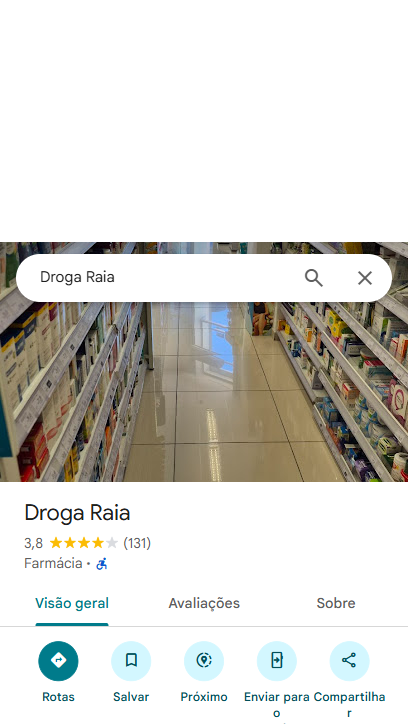 Droga Raia
Droga Raia
3,8 (131)
Farmácia ·
Visão geral Avaliações Sobre
Rotas Salvar Próximo Enviar para o Compartilhar